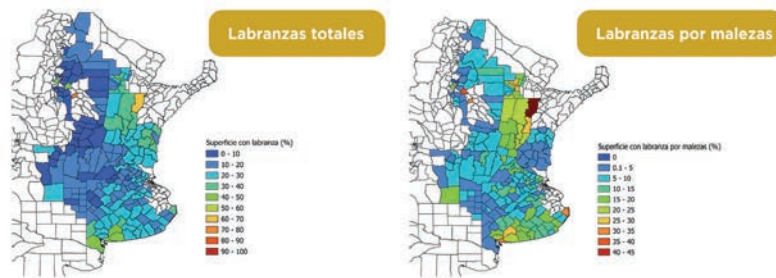 Labranzas totales
Superficie con labranza (%)
0 - 10
10 - 20
20 - 30
30 - 40
40 - 50
50 - 60
60 - 70
70 - 80
80 - 90
90 - 100
Labranzas por malezas
Superficie con labranza por malezas (%)
0
0.1 - 5
5 - 10
10 - 15
15 - 20
20 - 25
25 - 30
30 - 35
35 - 40
40 - 45